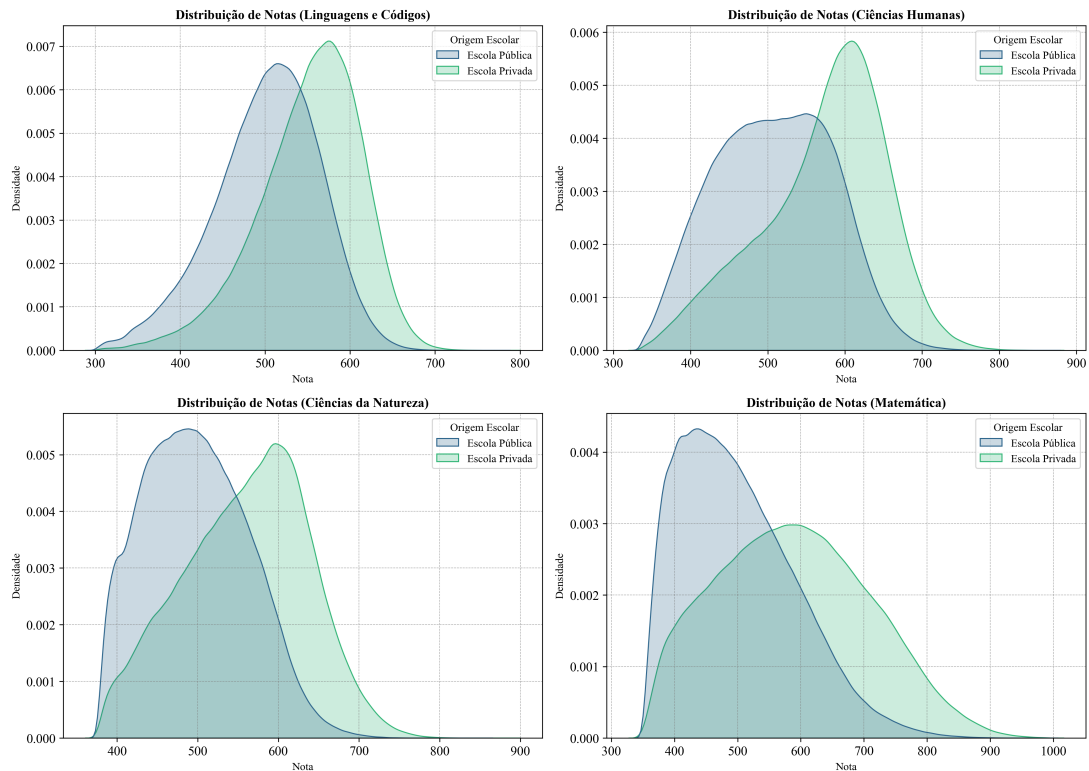 Distribuição de Notas (Linguagens e Códigos)
Origem Escolar
Escola Pública
Escola Privada
0.007
0.006
0.005
0.004
0.003
0.002
0.001
0.000
Densidade
300 400 500 600 700 800
Nota
Distribuição de Notas (Ciências Humanas)
Origem Escolar
Escola Pública
Escola Privada
0.006
0.005
0.004
0.003
0.002
0.001
0.000
Densidade
300 400 500 600 700 800 900
Nota
Distribuição de Notas (Ciências da Natureza)
Origem Escolar
Escola Pública
Escola Privada
0.005
0.004
0.003
0.002
0.001
0.000
Densidade
400 500 600 700 800 900
Nota
Distribuição de Notas (Matemática)
Origem Escolar
Escola Pública
Escola Privada
0.004
0.003
0.002
0.001
0.000
Densidade
300 400 500 600 700 800 900 1000
Nota